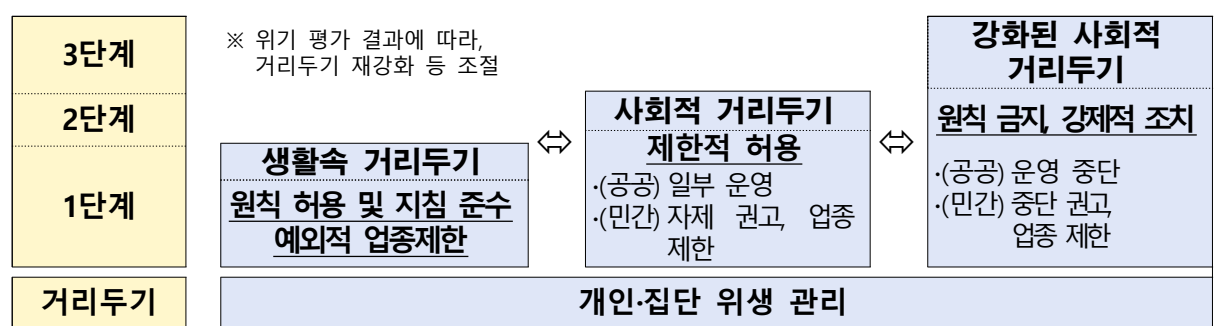 3단계
2단계
1단계
거리두기
※ 위기 평가 결과에 따라,
거리두기 재강화 등 조절
생활속 거리두기
원칙 허용 및 지침 준수
예외적 업종제한
⇔
사회적 거리두기
제한적 허용
·(공공) 일부 운영
·(민간) 자제 권고, 업종
제한
⇔
강화된 사회적
거리두기
원칙 금지, 강제적 조치
·(공공) 운영 중단
·(민간) 중단 권고,
업종 제한
개인·집단 위생 관리